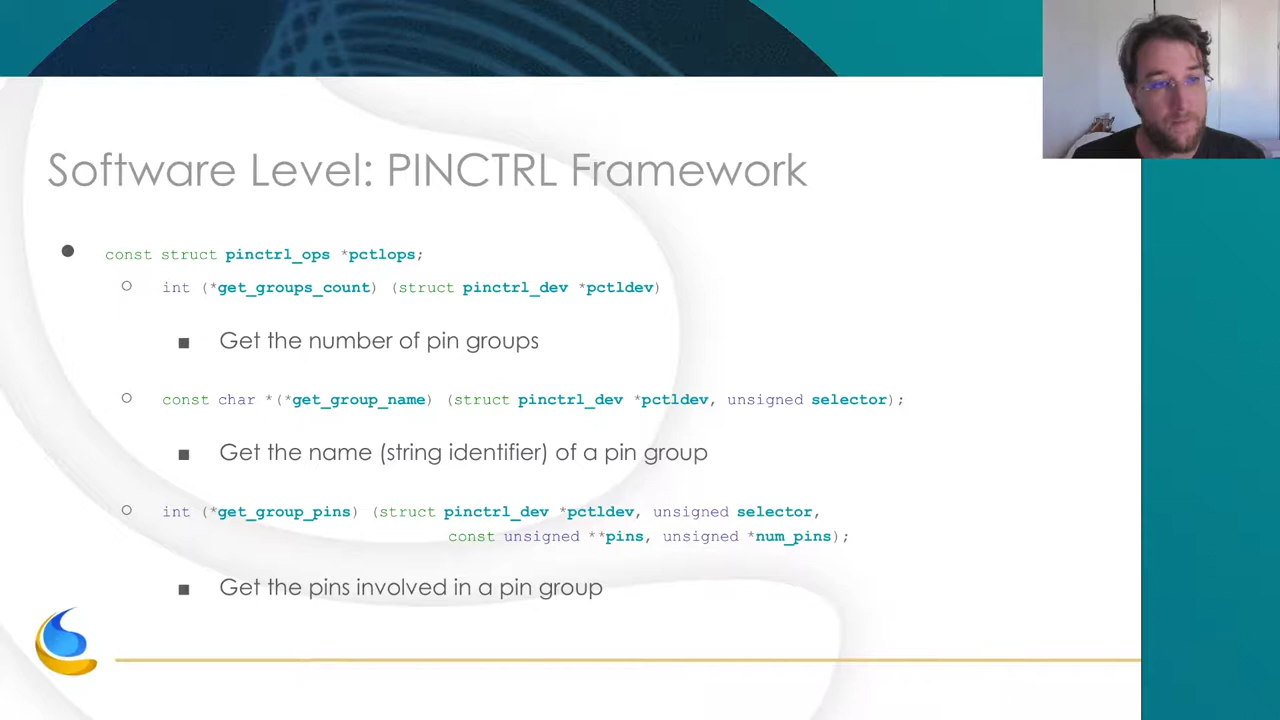 Software Level: PINCTRL Framework
const struct pinctrl_ops *pctlops;
int (*get_groups_count) (struct pinctrl_dev *pctldev)
Get the number of pin groups
const char *(*get_group_name) (struct pinctrl_dev *pctldev, unsigned selector);
Get the name (string identifier) of a pin group
int (*get_group_pins) (struct pinctrl_dev *pctldev, unsigned selector,
const unsigned **pins, unsigned *num_pins);
Get the pins involved in a pin group